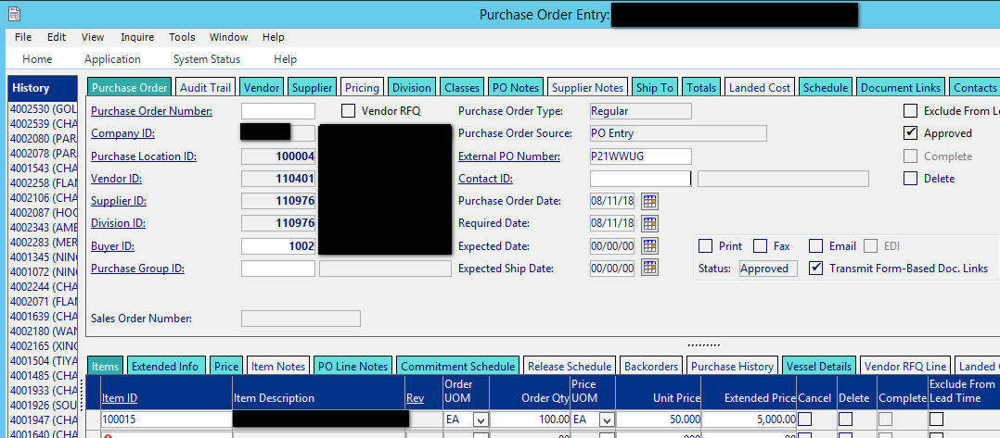 Purchase Order Entry:
File Edit View Inquire Tools Window Help
Home Application System Status Help
History
4002530 (GOL
4002539 (CHA
4002080 (PAR
4002078 (PAR
4001543 (CHA
4002258 (FLAN
4002106 (CHA
4002087 (HOO
4002343 (AME
4002283 (MER
4001345 (NING
4001072 (NING
4002244 (CHA
4002071 (FLAN
4001639 (CHA
4002180 (WAN
4002165 (XING
4001504 (TIYA
4001485 (CHA
4001933 (CHA
4001926 (SOU
4001947 (CHA
4001640 (CHA
Purchase Order Audit Trail Vendor Supplier Pricing Division Classes PO Notes Supplier Notes Ship To Totals Landed Cost Schedule Document Links Contacts
Purchase Order Number: Vendor RFQ Purchase Order Type: Regular Exclude From Le
Company ID: Purchase Order Source: PO Entry Approved
Purchase Location ID: 100004 External PO Number: P21WWUG Complete
Vendor ID: 110401 Contact ID: Delete
Supplier ID: 110976 Purchase Order Date: 08/11/18
Division ID: 110976 Required Date: 08/11/18
Buyer ID: 1002 Expected Date: 00/00/00 Print Fax Email EDI
Purchase Group ID: Expected Ship Date: 00/00/00 Status: Approved Transmit Form-Based Doc. Links
Sales Order Number:
Items Extended Info Price Item Notes PO Line Notes Commitment Schedule Release Schedule Backorders Purchase History Vessel Details Vendor RFQ Line Landed
Item ID Item Description Rev Order UOM Order Qty Price UOM Unit Price Extended Price Cancel Delete Complete Exclude From Lead Time
100015 EA 100.00 EA 50.000 5,000.00